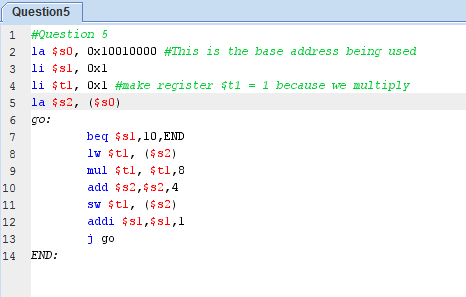 Question5
1 #Question 5
2 la $s0, 0x10010000 #This is the base address being used
3 li $s1, 0x1
4 li $t1, 0x1 #make register $t1 = 1 because we multiply
5 la $s2, ($s0)
6 go:
7 beq $s1,10,END
8 lw $t1, ($s2)
9 mul $t1, $t1,8
10 add $s2,$s2,4
11 sw $t1, ($s2)
12 addi $s1,$s1,1
13 j go
14 END: